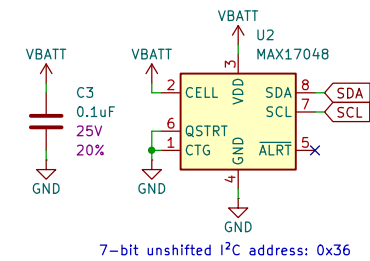 VBATT
U2
MAX17048
VBATT
VBATT
C3
0.1uF
25V
20%
GND
3
VDD
2
CELL
SDA
8
SDA
SCL
7
SCL
6
QSTRT
1
CTG
GND
4
ALRT
5
GND
GND
7-bit unshifted I²C address: 0x36